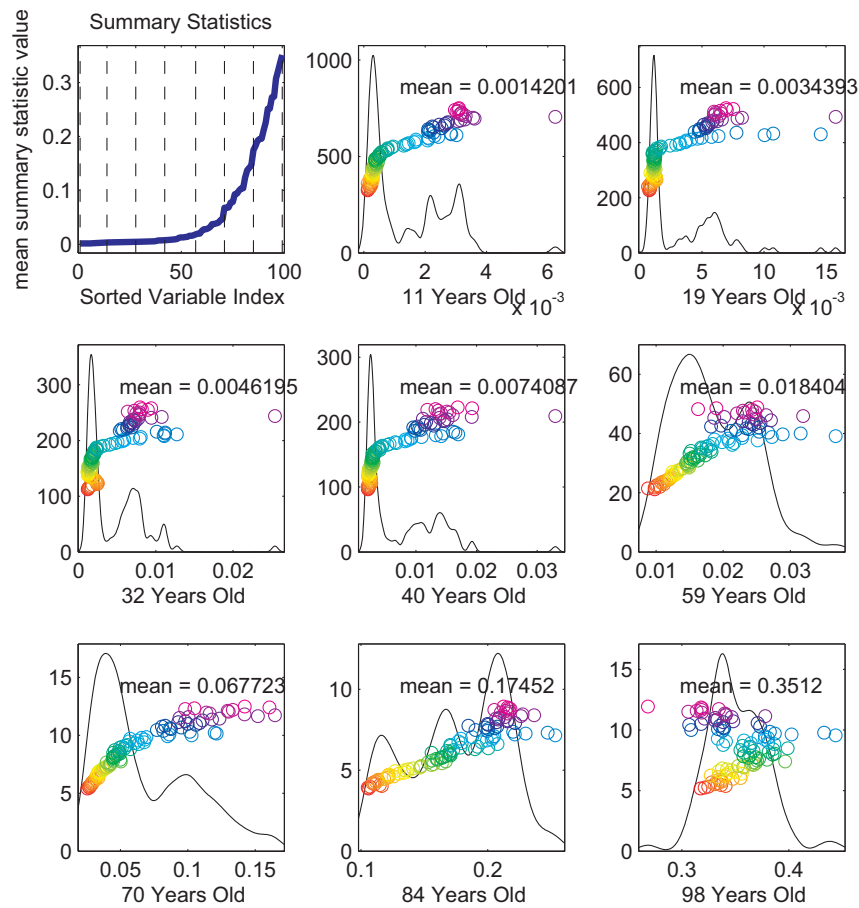 Summary Statistics
mean summary statistic value
0.3
0.2
0.1
0
0 50 100
Sorted Variable Index
mean = 0.0014201
1000
500
0
0 2 4 6
x 10⁻³
11 Years Old
mean = 0.0034393
600
400
200
0
0 5 10 15
x 10⁻³
19 Years Old
mean = 0.0046195
300
200
100
0
0 0.01 0.02
32 Years Old
mean = 0.0074087
300
200
100
0
0.01 0.02 0.03
40 Years Old
mean = 0.018404
60
40
20
0
0.01 0.02 0.03
59 Years Old
mean = 0.067723
15
10
5
0
0.05 0.1 0.15
70 Years Old
mean = 0.17452
10
5
0
0.1 0.2
84 Years Old
mean = 0.3512
15
10
5
0
0.3 0.4
98 Years Old